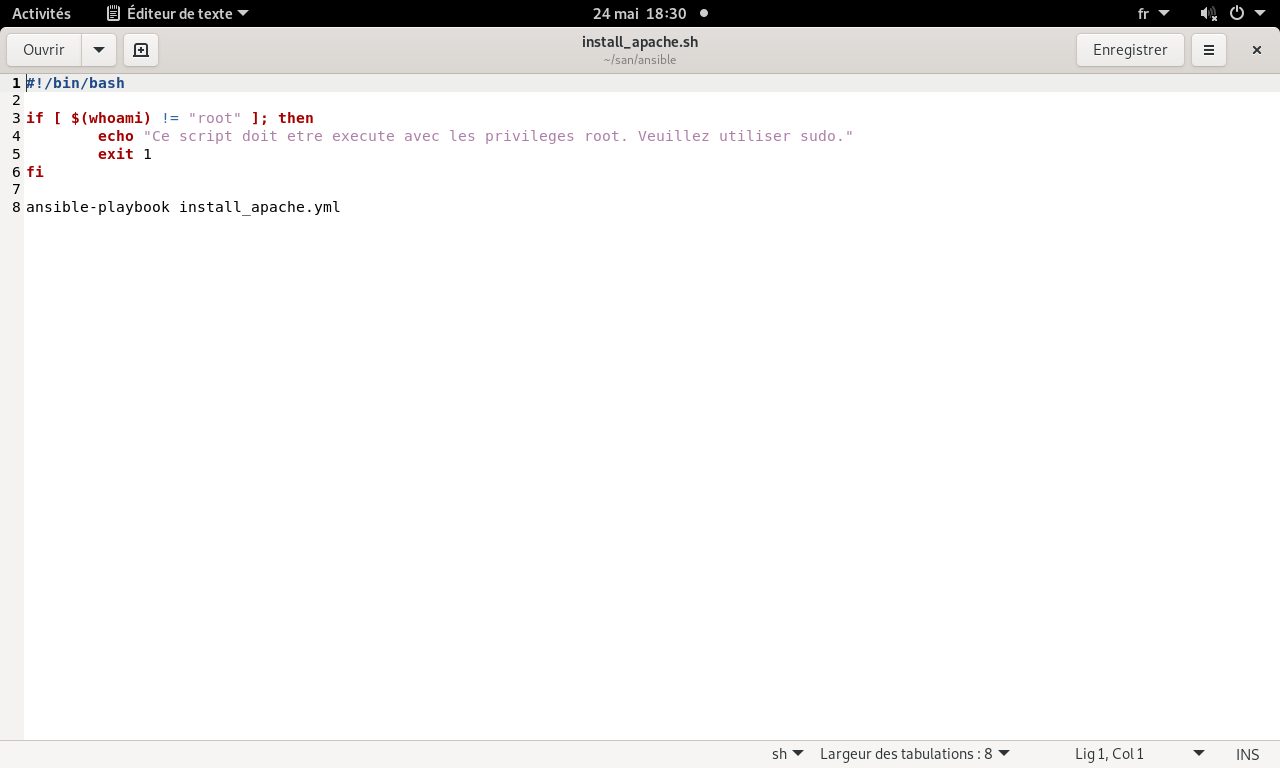 Activités Éditeur de texte 24 mai 18:30 fr
Ouvrir install_apache.sh Enregistrer
~/san/ansible
1 #!/bin/bash
2
3 if [ $(whoami) != "root" ]; then
4 echo "Ce script doit etre execute avec les privileges root. Veuillez utiliser sudo."
5 exit 1
6 fi
7
8 ansible-playbook install_apache.yml
sh Largeur des tabulations : 8 Lig 1, Col 1 INS